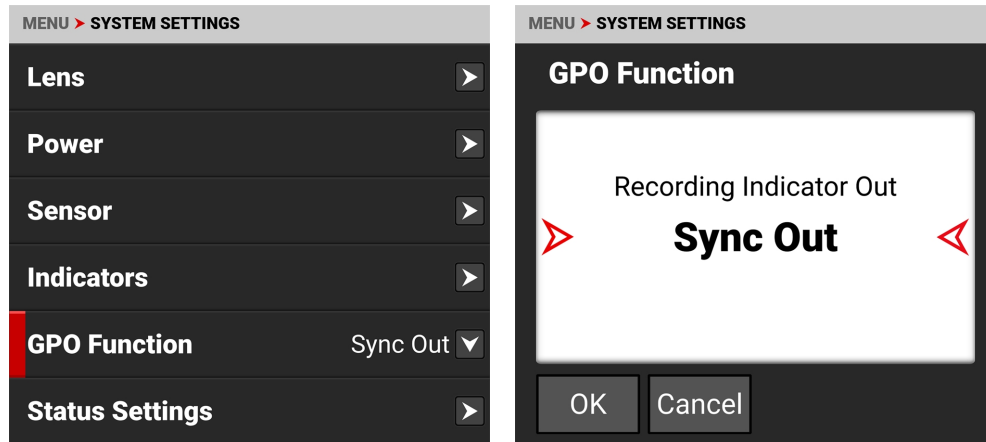 MENU ➤ SYSTEM SETTINGS
Lens
Power
Sensor
Indicators
GPO Function Sync Out
Status Settings
MENU ➤ SYSTEM SETTINGS
GPO Function
Recording Indicator Out
Sync Out
OK Cancel